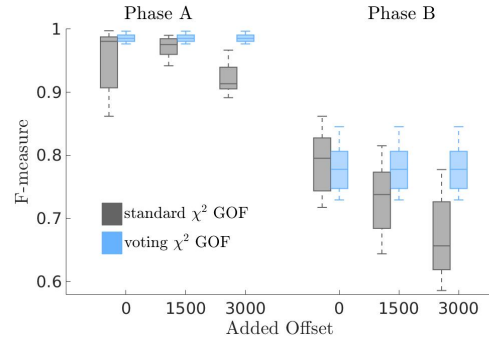 Phase A Phase B
1
0.9
0.8
0.7
0.6
F-measure
standard χ² GOF
voting χ² GOF
0 1500 3000 0 1500 3000
Added Offset